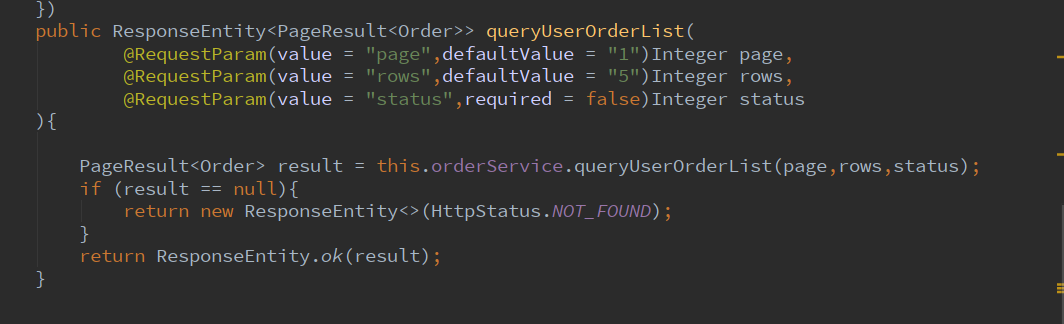 })
public ResponseEntity<PageResult<Order>> queryUserOrderList(
@RequestParam(value = "page",defaultValue = "1")Integer page,
@RequestParam(value = "rows",defaultValue = "5")Integer rows,
@RequestParam(value = "status",required = false)Integer status
){
PageResult<Order> result = this.orderService.queryUserOrderList(page,rows,status);
if (result == null){
return new ResponseEntity<>(HttpStatus.NOT_FOUND);
}
return ResponseEntity.ok(result);
}